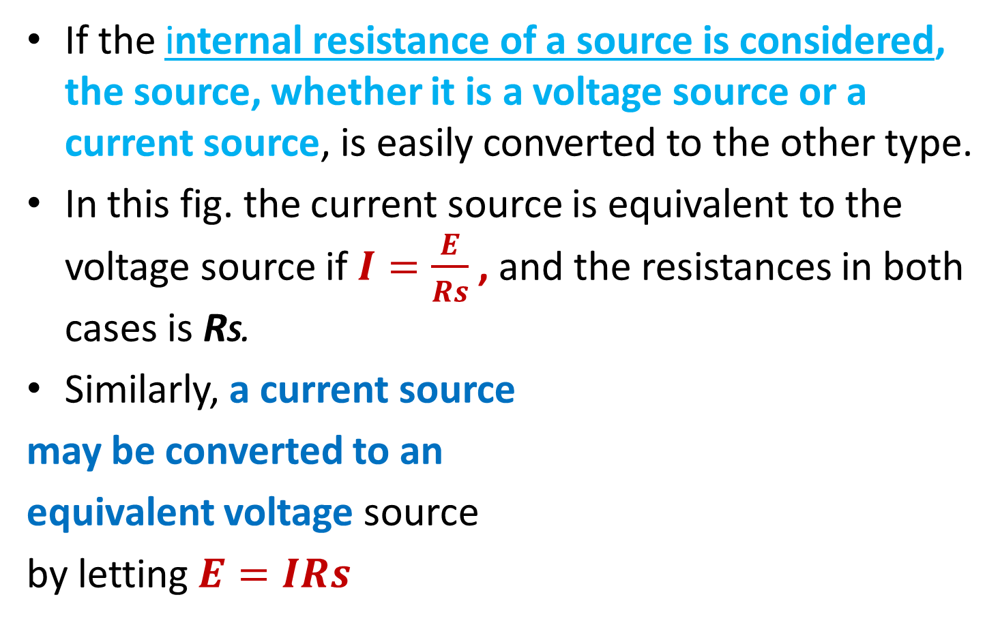 • If the internal resistance of a source is considered,
the source, whether it is a voltage source or a
current source, is easily converted to the other type.
• In this fig. the current source is equivalent to the
voltage source if I = E/Rs , and the resistances in both
cases is Rs.
• Similarly, a current source
may be converted to an
equivalent voltage source
by letting E = IRs